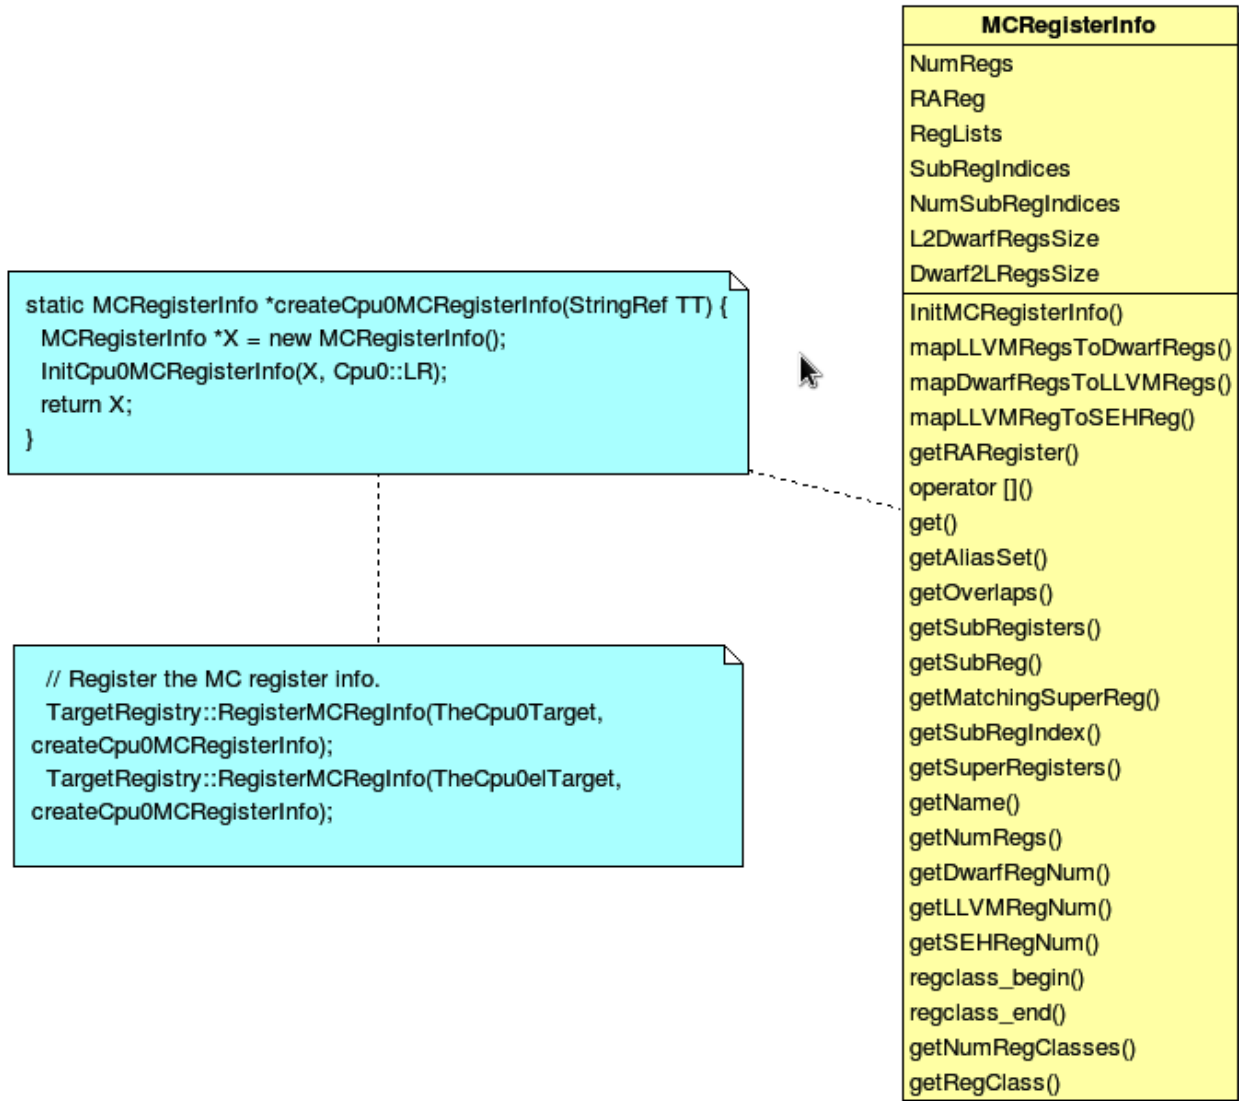 MCRegisterInfo
NumRegs
RAReg
RegLists
SubRegIndices
NumSubRegIndices
L2DwarfRegsSize
Dwarf2LRegsSize
InitMCRegisterInfo()
mapLLVMRegsToDwarfRegs()
mapDwarfRegsToLLVMRegs()
mapLLVMRegToSEHReg()
getRARegister()
operator []()
get()
getAliasSet()
getOverlaps()
getSubRegisters()
getSubReg()
getMatchingSuperReg()
getSubRegIndex()
getSuperRegisters()
getName()
getNumRegs()
getDwarfRegNum()
getLLVMRegNum()
getSEHRegNum()
regclass_begin()
regclass_end()
getNumRegClasses()
getRegClass()
static MCRegisterInfo *createCpu0MCRegisterInfo(StringRef TT) {
MCRegisterInfo *X = new MCRegisterInfo();
InitCpu0MCRegisterInfo(X, Cpu0::LR);
return X;
}
// Register the MC register info.
TargetRegistry::RegisterMCRegInfo(TheCpu0Target,
createCpu0MCRegisterInfo);
TargetRegistry::RegisterMCRegInfo(TheCpu0elTarget,
createCpu0MCRegisterInfo);